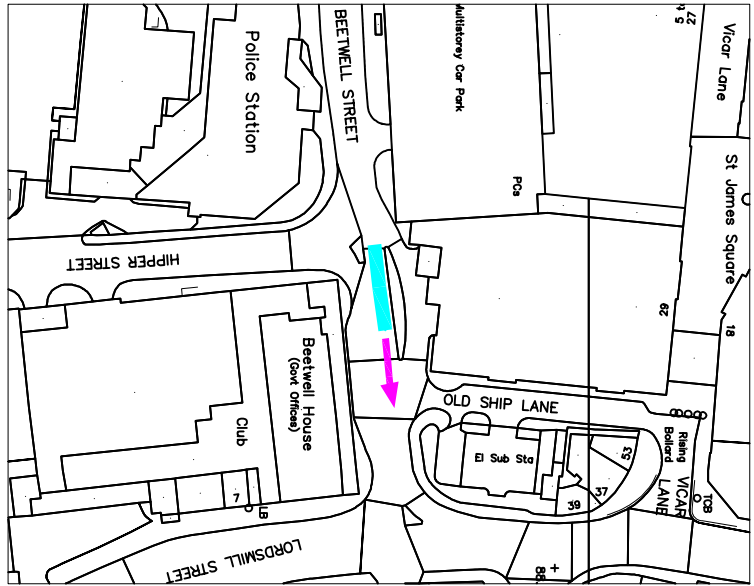 BEETWELL STREET
Multistorey Car Park
27
Vicar Lane
Police Station
PCs
St James Square
HIPPER STREET
29
18
Beetwell House
(Govt Offices)
Club
OLD SHIP LANE
El Sub Sta
53
37
39
Rising
Bollard
VICAR
LANE
TCB
7
LB
LORDSMILL STREET
+